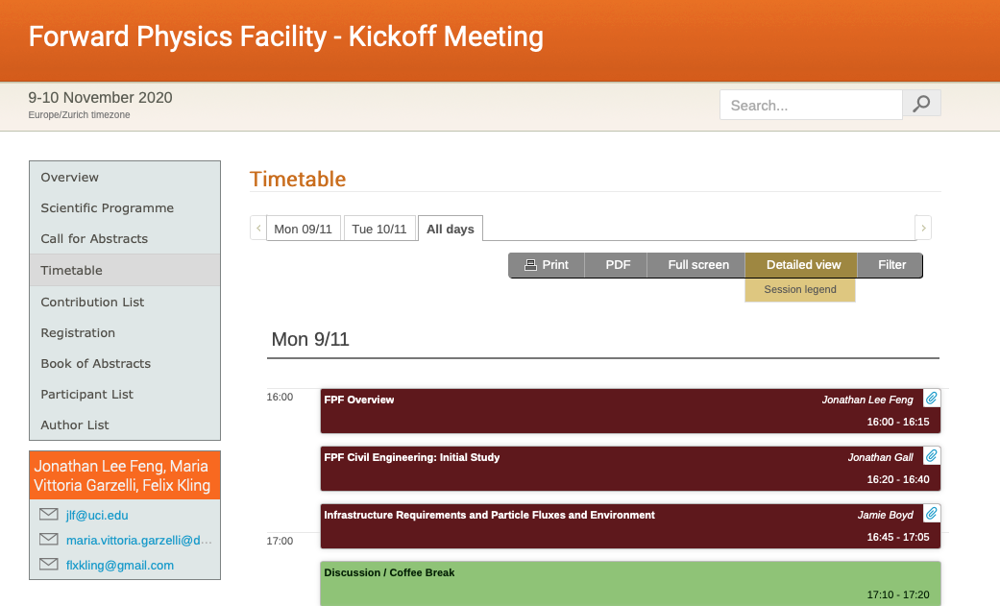 Forward Physics Facility - Kickoff Meeting
9-10 November 2020
Europe/Zurich timezone
Search...
Overview
Scientific Programme
Call for Abstracts
Timetable
Contribution List
Registration
Book of Abstracts
Participant List
Author List
Jonathan Lee Feng, Maria
Vittoria Garzelli, Felix Kling
jlf@uci.edu
maria.vittoria.garzelli@d...
flxkling@gmail.com
Timetable
Mon 09/11 Tue 10/11 All days
Print PDF Full screen Detailed view Filter
Session legend
Mon 9/11
16:00
FPF Overview Jonathan Lee Feng
16:00 - 16:15
FPF Civil Engineering: Initial Study Jonathan Gall
16:20 - 16:40
Infrastructure Requirements and Particle Fluxes and Environment Jamie Boyd
16:45 - 17:05
17:00
Discussion / Coffee Break
17:10 - 17:20